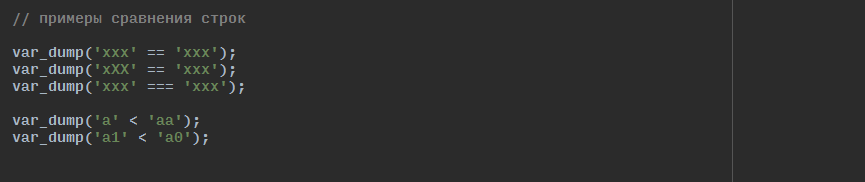 // примеры сравнения строк
var_dump('xxx' == 'xxx');
var_dump('xXX' == 'xxx');
var_dump('xxx' === 'xxx');
var_dump('a' < 'aa');
var_dump('a1' < 'a0');